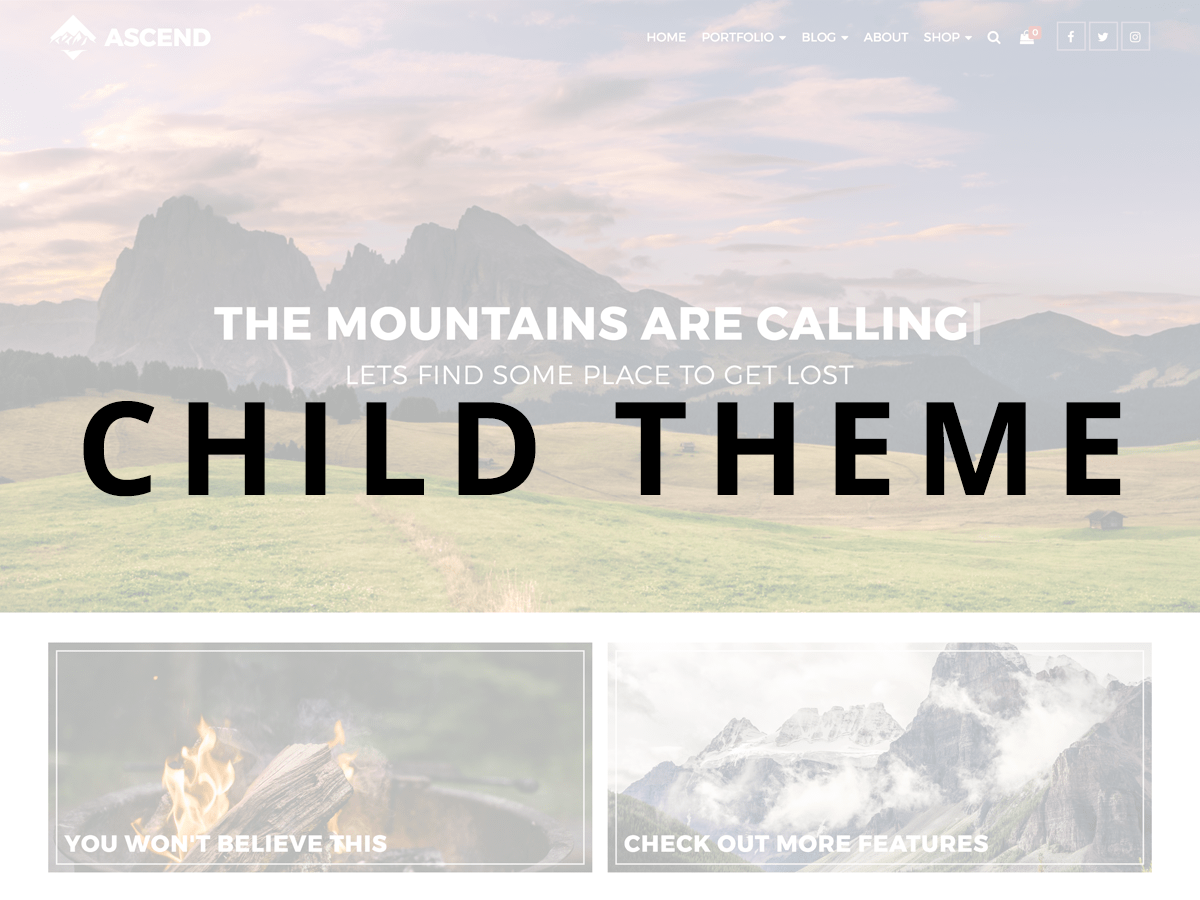 ASCEND
HOME PORTFOLIO BLOG ABOUT SHOP 0
THE MOUNTAINS ARE CALLING
LETS FIND SOME PLACE TO GET LOST
CHILD THEME
YOU WON'T BELIEVE THIS
CHECK OUT MORE FEATURES